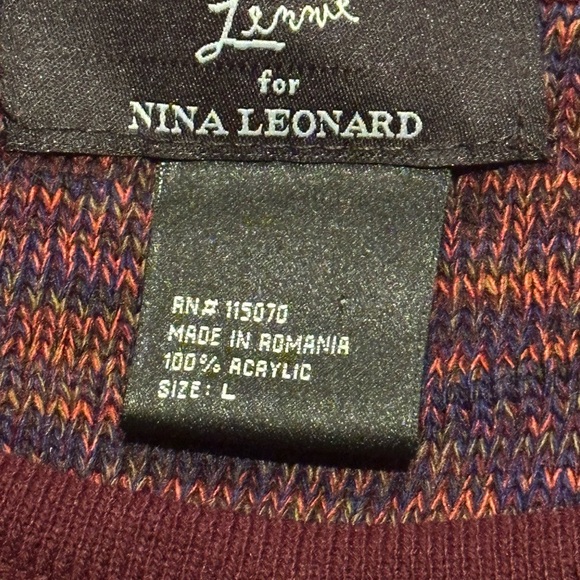 Lennie
for
NINA LEONARD
RN# 115070
MADE IN ROMANIA
100% ACRYLIC
SIZE: L